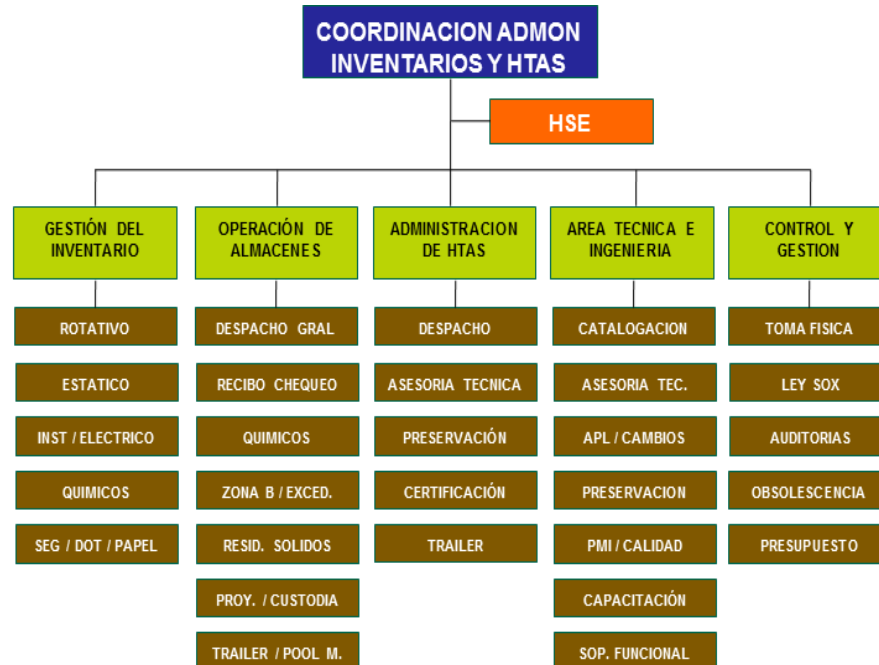 COORDINACION ADMON
INVENTARIOS Y HTAS
HSE
GESTIÓN DEL
INVENTARIO
ROTATIVO
ESTATICO
INST / ELECTRICO
QUIMICOS
SEG / DOT / PAPEL
OPERACIÓN DE
ALMACENES
DESPACHO GRAL
RECIBO CHEQUEO
QUIMICOS
ZONA B / EXCED.
RESID. SOLIDOS
PROY. / CUSTODIA
TRAILER / POOL M.
ADMINISTRACION
DE HTAS
DESPACHO
ASESORIA TECNICA
PRESERVACIÓN
CERTIFICACIÓN
TRAILER
AREA TECNICA E
INGENIERIA
CATALOGACION
ASESORIA TEC.
APL / CAMBIOS
PRESERVACION
PMI / CALIDAD
CAPACITACIÓN
SOP. FUNCIONAL
CONTROL Y
GESTION
TOMA FISICA
LEY SOX
AUDITORIAS
OBSOLESCENCIA
PRESUPUESTO